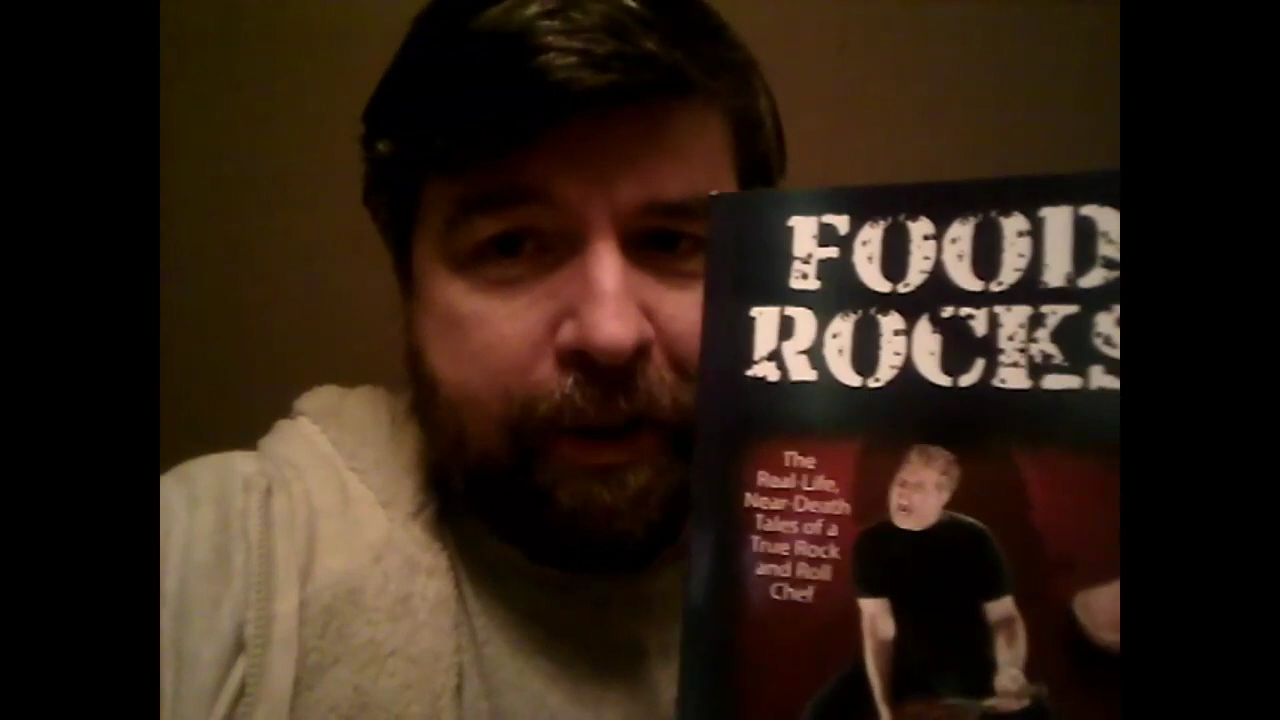 FOOD
ROCKS
The
Real-Life,
Near-Death
Tales of a
True Rock
and Roll
Chef